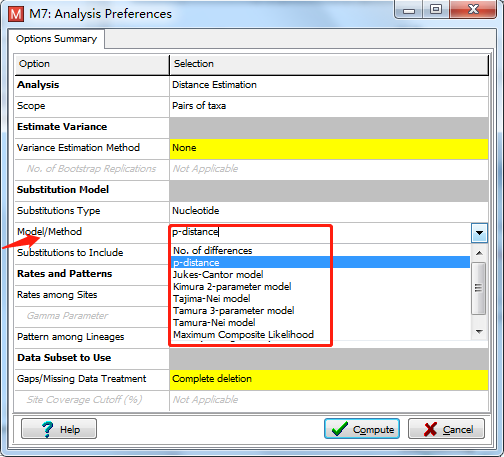 M7: Analysis Preferences
Options Summary
Option Selection
Analysis Distance Estimation
Scope Pairs of taxa
Estimate Variance
Variance Estimation Method None
No. of Bootstrap Replications Not Applicable
Substitution Model
Substitutions Type Nucleotide
Model/Method p-distance
No. of differences
Substitutions to Include p-distance
Jukes-Cantor model
Rates and Patterns Kimura 2-parameter model
Rates among Sites Tajima-Nei model
Tamura 3-parameter model
Gamma Parameter Tamura-Nei model
Pattern among Lineages Maximum Composite Likelihood
Data Subset to Use
Gaps/Missing Data Treatment Complete deletion
Site Coverage Cutoff (%) Not Applicable
? Help Compute Cancel